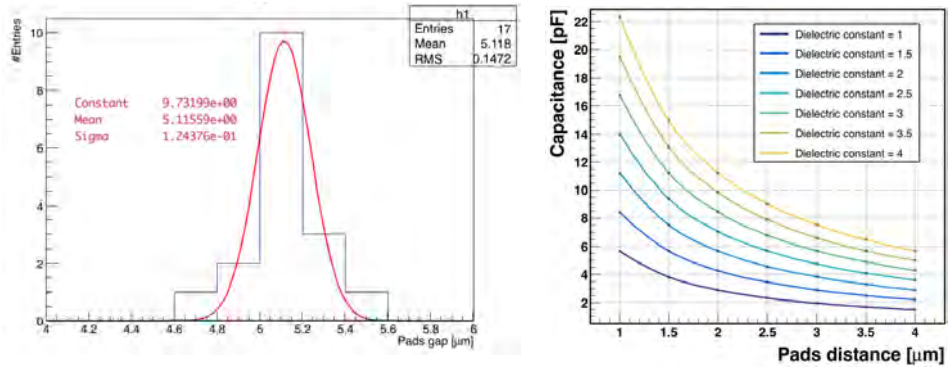 h1
Entries 17
Mean 5.118
RMS 0.1472
#Entries
10
8
6
4
2
0
Constant 9.73199e+00
Mean 5.11559e+00
Sigma 1.24376e-01
4 4.2 4.4 4.6 4.8 5 5.2 5.4 5.6 5.8 6
Pads gap [μm]
Capacitance [pF]
22
20
18
16
14
12
10
8
6
4
2
Dielectric constant = 1
Dielectric constant = 1.5
Dielectric constant = 2
Dielectric constant = 2.5
Dielectric constant = 3
Dielectric constant = 3.5
Dielectric constant = 4
1 1.5 2 2.5 3 3.5 4
Pads distance [μm]